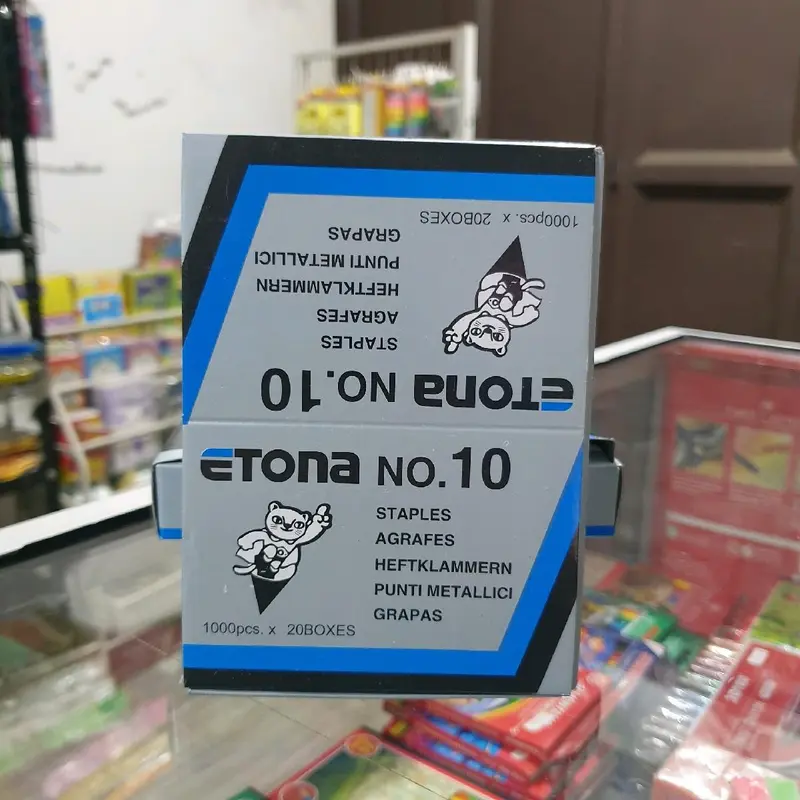 1000pcs. x 20BOXES
GRAPAS
PUNTI METALLICI
HEFTKLAMMERN
AGRAFES
STAPLES
ETONA NO.10
ETONA NO.10
STAPLES
AGRAFES
HEFTKLAMMERN
PUNTI METALLICI
GRAPAS
1000pcs. x 20BOXES